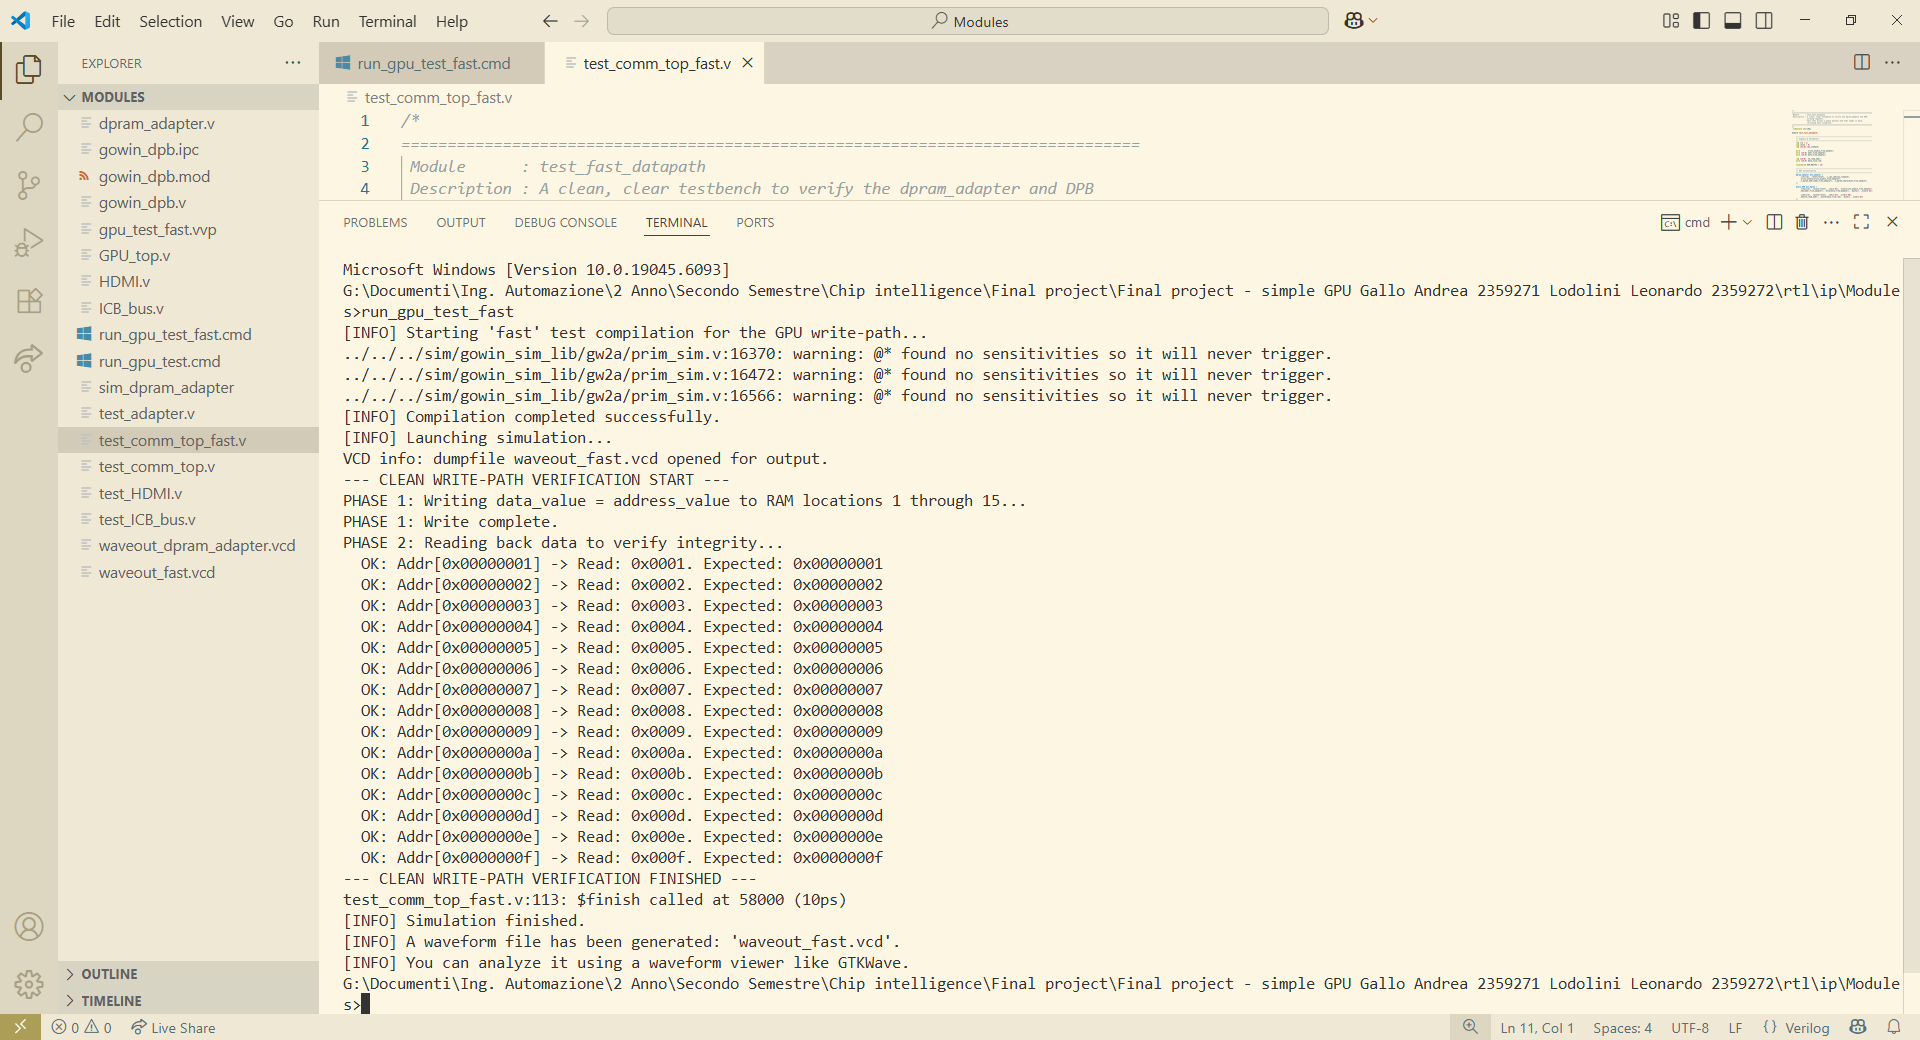 File Edit Selection View Go Run Terminal Help
Modules
EXPLORER
MODULES
dpram_adapter.v
gowin_dpb.ipc
gowin_dpb.mod
gowin_dpb.v
gpu_test_fast.vvp
GPU_top.v
HDMI.v
ICB_bus.v
run_gpu_test_fast.cmd
run_gpu_test.cmd
sim_dpram_adapter
test_adapter.v
test_comm_top_fast.v
test_comm_top.v
test_HDMI.v
test_ICB_bus.v
waveout_dpram_adapter.vcd
waveout_fast.vcd
OUTLINE
TIMELINE
run_gpu_test_fast.cmd
test_comm_top_fast.v
test_comm_top_fast.v
1 /*
2 ================================================================================
3 Module      : test_fast_datapath
4 Description : A clean, clear testbench to verify the dpram_adapter and DPB
PROBLEMS OUTPUT DEBUG CONSOLE TERMINAL PORTS
cmd
Microsoft Windows [Version 10.0.19045.6093]
G:\Documenti\Ing. Automazione\2 Anno\Secondo Semestre\Chip intelligence\Final project\Final project - simple GPU Gallo Andrea 2359271 Lodolini Leonardo 2359272\rtl\ip\Module
s>run_gpu_test_fast
[INFO] Starting 'fast' test compilation for the GPU write-path...
../../../sim/gowin_sim_lib/gw2a/prim_sim.v:16370: warning: @* found no sensitivities so it will never trigger.
../../../sim/gowin_sim_lib/gw2a/prim_sim.v:16472: warning: @* found no sensitivities so it will never trigger.
../../../sim/gowin_sim_lib/gw2a/prim_sim.v:16566: warning: @* found no sensitivities so it will never trigger.
[INFO] Compilation completed successfully.
[INFO] Launching simulation...
VCD info: dumpfile waveout_fast.vcd opened for output.
--- CLEAN WRITE-PATH VERIFICATION START ---
PHASE 1: Writing data_value = address_value to RAM locations 1 through 15...
PHASE 1: Write complete.
PHASE 2: Reading back data to verify integrity...
OK: Addr[0x00000001] -> Read: 0x0001. Expected: 0x00000001
OK: Addr[0x00000002] -> Read: 0x0002. Expected: 0x00000002
OK: Addr[0x00000003] -> Read: 0x0003. Expected: 0x00000003
OK: Addr[0x00000004] -> Read: 0x0004. Expected: 0x00000004
OK: Addr[0x00000005] -> Read: 0x0005. Expected: 0x00000005
OK: Addr[0x00000006] -> Read: 0x0006. Expected: 0x00000006
OK: Addr[0x00000007] -> Read: 0x0007. Expected: 0x00000007
OK: Addr[0x00000008] -> Read: 0x0008. Expected: 0x00000008
OK: Addr[0x00000009] -> Read: 0x0009. Expected: 0x00000009
OK: Addr[0x0000000a] -> Read: 0x000a. Expected: 0x0000000a
OK: Addr[0x0000000b] -> Read: 0x000b. Expected: 0x0000000b
OK: Addr[0x0000000c] -> Read: 0x000c. Expected: 0x0000000c
OK: Addr[0x0000000d] -> Read: 0x000d. Expected: 0x0000000d
OK: Addr[0x0000000e] -> Read: 0x000e. Expected: 0x0000000e
OK: Addr[0x0000000f] -> Read: 0x000f. Expected: 0x0000000f
--- CLEAN WRITE-PATH VERIFICATION FINISHED ---
test_comm_top_fast.v:113: $finish called at 58000 (10ps)
[INFO] Simulation finished.
[INFO] A waveform file has been generated: 'waveout_fast.vcd'.
[INFO] You can analyze it using a waveform viewer like GTKWave.
G:\Documenti\Ing. Automazione\2 Anno\Secondo Semestre\Chip intelligence\Final project\Final project - simple GPU Gallo Andrea 2359271 Lodolini Leonardo 2359272\rtl\ip\Module
s>
0 0 Live Share Ln 11, Col 1 Spaces: 4 UTF-8 LF {} Verilog